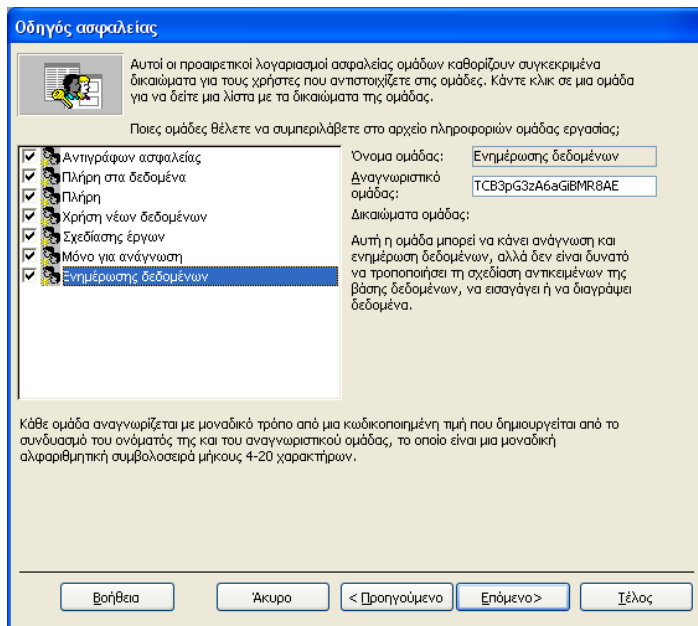 Οδηγός ασφαλείας
Αυτοί οι προαιρετικοί λογαριασμοί ασφαλείας ομάδων καθορίζουν συγκεκριμένα
δικαιώματα για τους χρήστες που αντιστοιχίζετε στις ομάδες. Κάντε κλικ σε μια ομάδα
για να δείτε μια λίστα με τα δικαιώματα της ομάδας.
Ποιες ομάδες θέλετε να συμπεριλάβετε στο αρχείο πληροφοριών ομάδας εργασίας;
Αντιγράφων ασφαλείας
Πλήρη στα δεδομένα
Πλήρη
Χρήση νέων δεδομένων
Σχεδίασης έργων
Μόνο για ανάγνωση
Ενημέρωσης δεδομένων
Όνομα ομάδας: Ενημέρωσης δεδομένων
Αναγνωριστικό
ομάδας: TCB3pG3zA6aGiBMR8AE
Δικαιώματα ομάδας:
Αυτή η ομάδα μπορεί να κάνει ανάγνωση και
ενημέρωση δεδομένων, αλλά δεν είναι δυνατό
να τροποποιήσει τη σχεδίαση αντικειμένων της
βάσης δεδομένων, να εισαγάγει ή να διαγράψει
δεδομένα.
Κάθε ομάδα αναγνωρίζεται με μοναδικό τρόπο από μια κωδικοποιημένη τιμή που δημιουργείται από το
συνδυασμό του ονόματός της και του αναγνωριστικού ομάδας, το οποίο είναι μια μοναδική
αλφαριθμητική συμβολοσειρά μήκους 4-20 χαρακτήρων.
Βοήθεια Άκυρο < Προηγούμενο Επόμενο > Τέλος